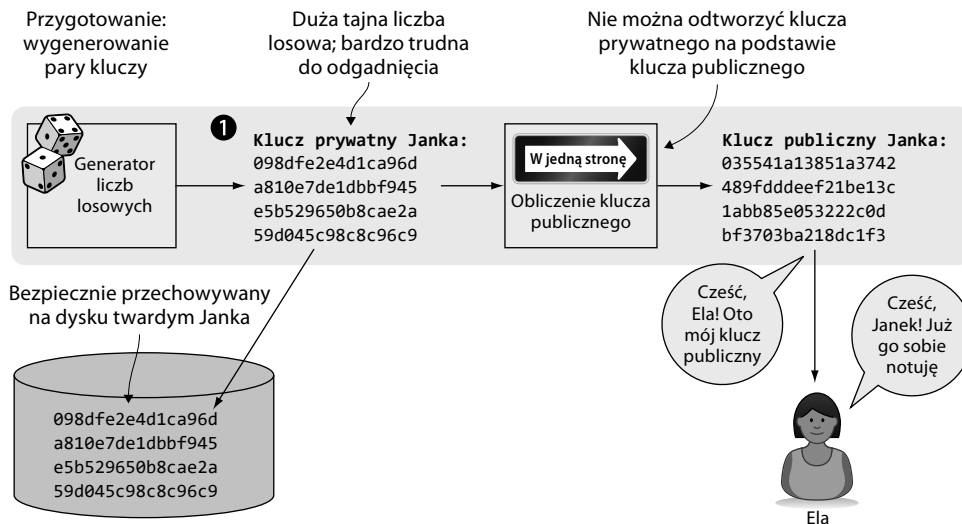 Przygotowanie:
wygenerowanie
pary kluczy
Duża tajna liczba
losowa; bardzo trudna
do odgadnięcia
Nie można odtworzyć klucza
prywatnego na podstawie
klucza publicznego
Generator
liczb
losowych
1
Klucz prywatny Janka:
098dfe2e4d1ca96d
a810e7de1dbbf945
e5b529650b8cae2a
59d045c98c8c96c9
W jedną stronę
Obliczenie klucza
publicznego
Klucz publiczny Janka:
035541a13851a3742
489fdddeef21be13c
1abb85e053222c0d
bf3703ba218dc1f3
Bezpiecznie przechowywany
na dysku twardym Janka
098dfe2e4d1ca96d
a810e7de1dbbf945
e5b529650b8cae2a
59d045c98c8c96c9
Cześć,
Ela! Oto
mój klucz
publiczny
Cześć,
Janek! Już
go sobie
notuję
Ela